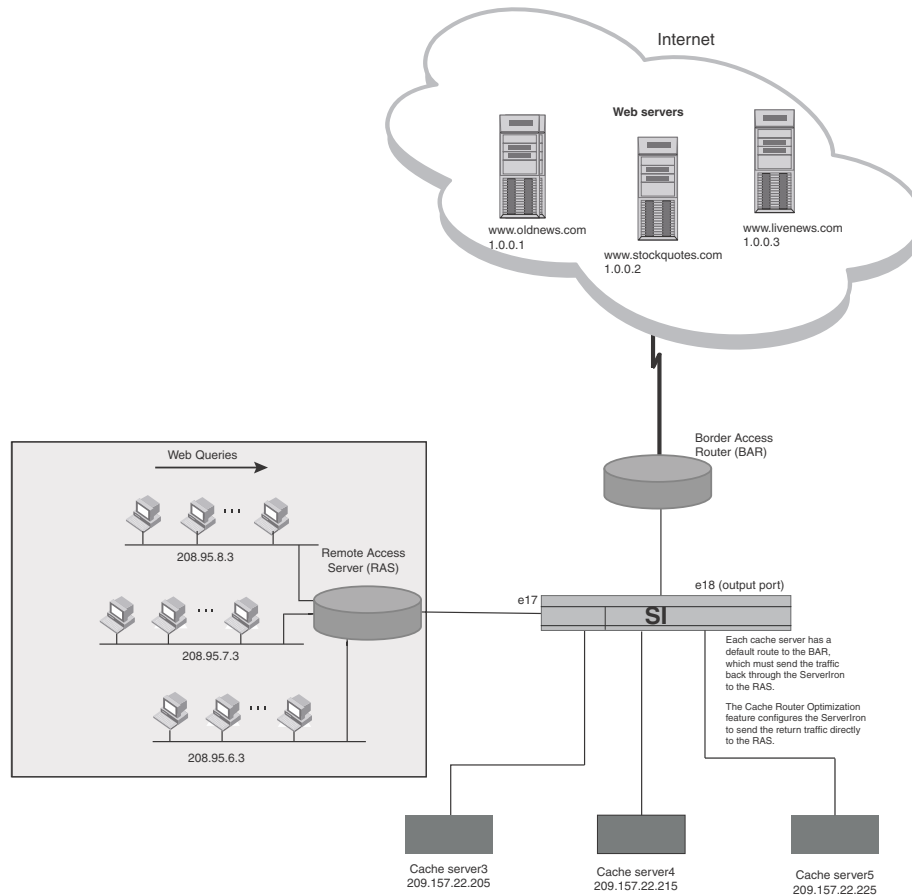 Internet
Web servers
www.oldnews.com
1.0.0.1
www.stockquotes.com
1.0.0.2
www.livenews.com
1.0.0.3
Border Access
Router (BAR)
Web Queries
208.95.8.3
Remote Access
Server (RAS)
208.95.7.3
208.95.6.3
e17
e18 (output port)
SI
Each cache server has a
default route to the BAR,
which must send the traffic
back through the ServerIron
to the RAS.
The Cache Router Optimization
feature configures the ServerIron
to send the return traffic directly
to the RAS.
Cache server3
209.157.22.205
Cache server4
209.157.22.215
Cache server5
209.157.22.225